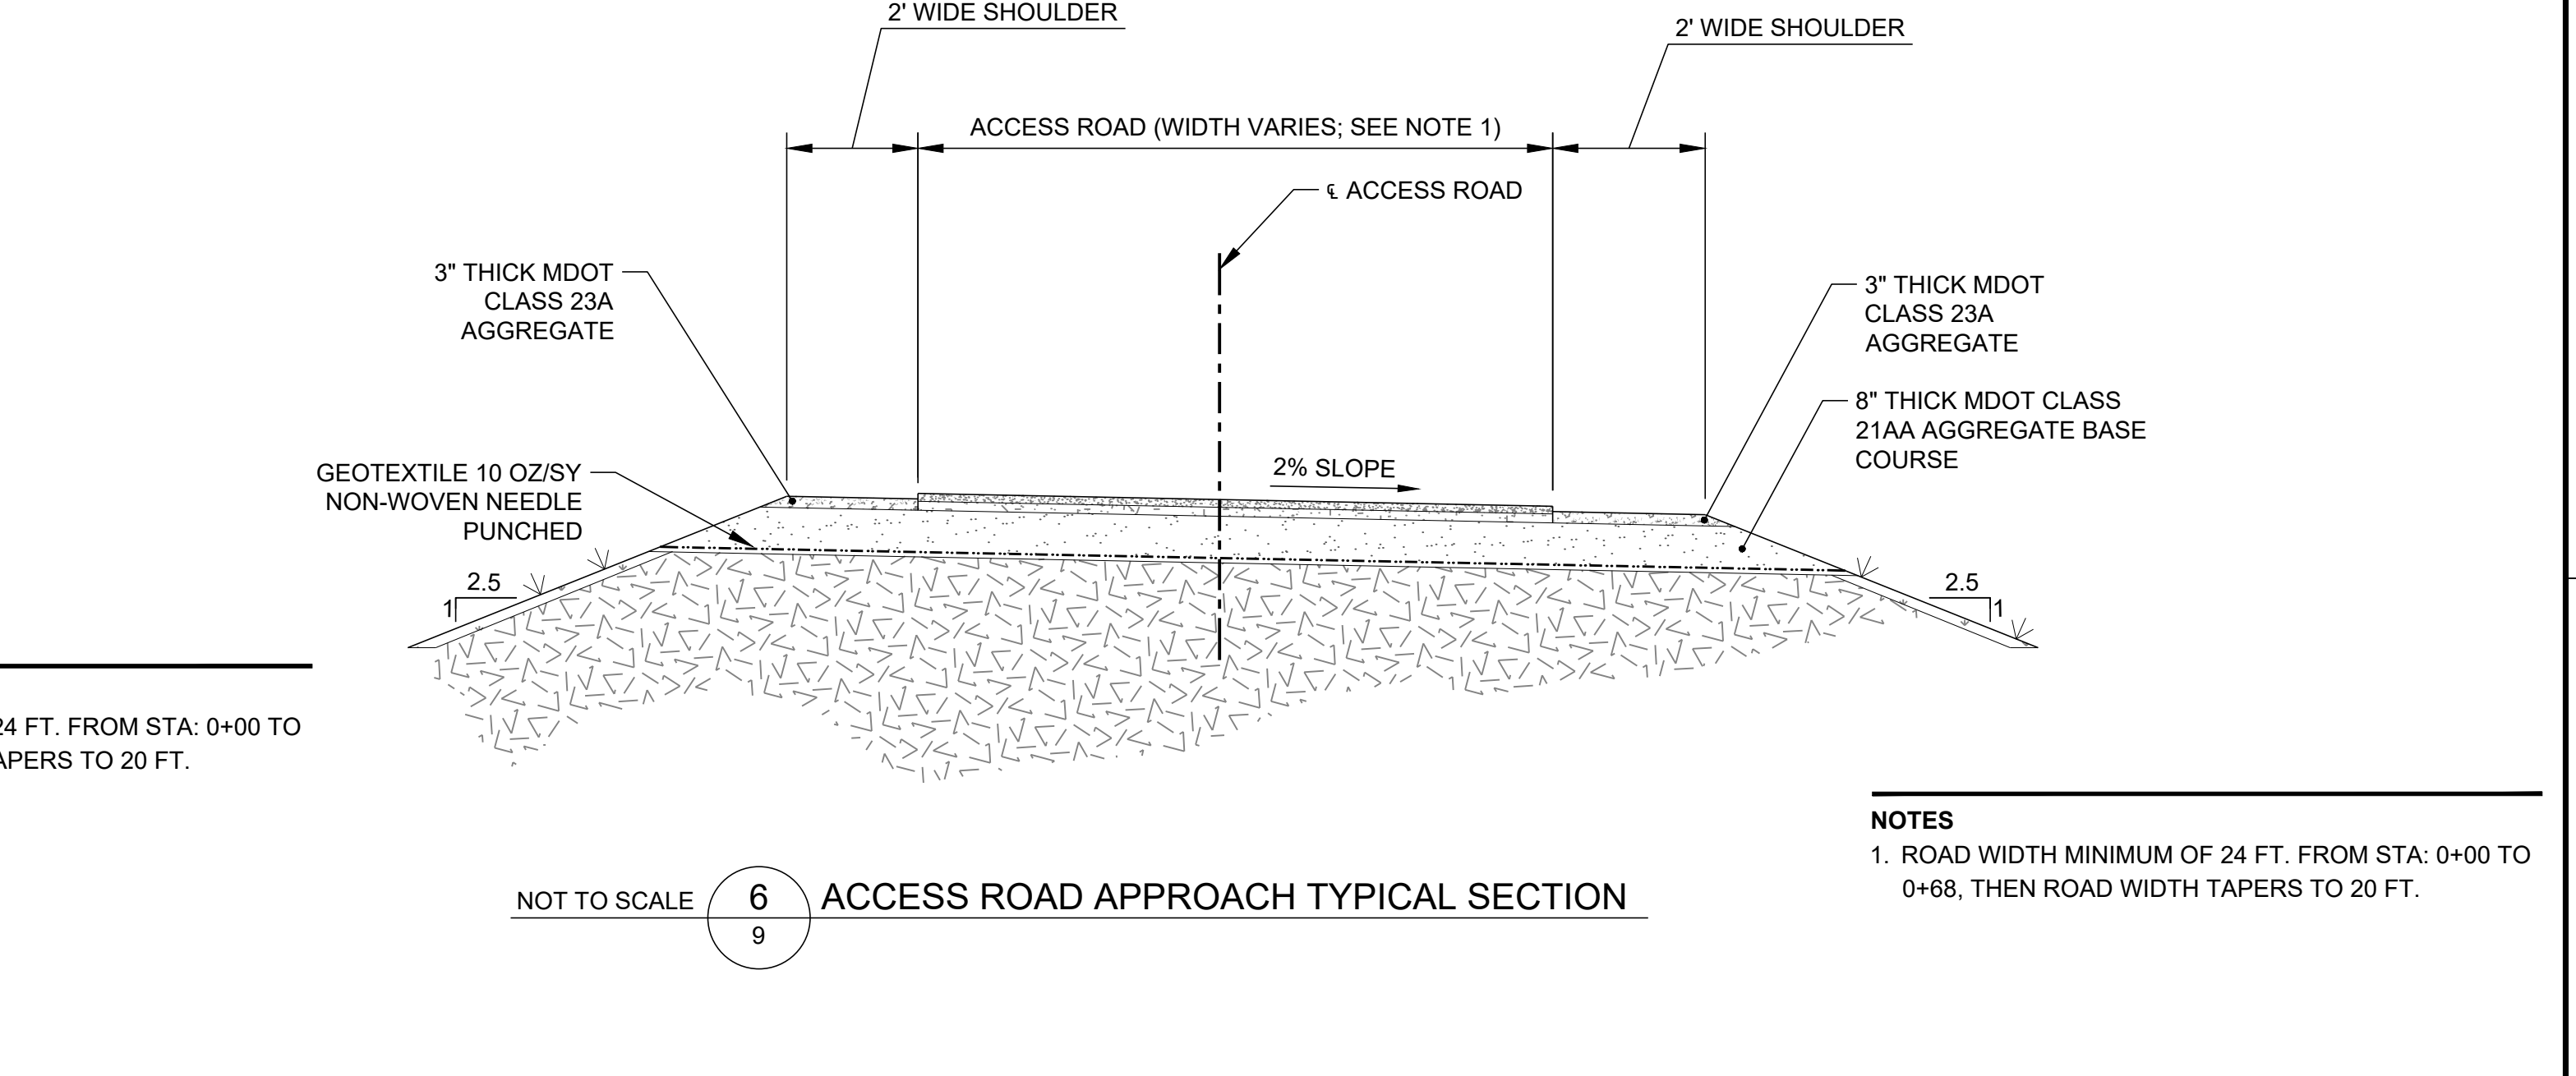 2' WIDE SHOULDER
2' WIDE SHOULDER
ACCESS ROAD (WIDTH VARIES; SEE NOTE 1)
℄ ACCESS ROAD
3" THICK MDOT
CLASS 23A
AGGREGATE
3" THICK MDOT
CLASS 23A
AGGREGATE
8" THICK MDOT CLASS
21AA AGGREGATE BASE
COURSE
GEOTEXTILE 10 OZ/SY
NON-WOVEN NEEDLE
PUNCHED
2% SLOPE
2.5
1
2.5
1
24 FT. FROM STA: 0+00 TO
TAPERS TO 20 FT.
NOTES
1. ROAD WIDTH MINIMUM OF 24 FT. FROM STA: 0+00 TO
0+68, THEN ROAD WIDTH TAPERS TO 20 FT.
NOT TO SCALE
6
9
ACCESS ROAD APPROACH TYPICAL SECTION